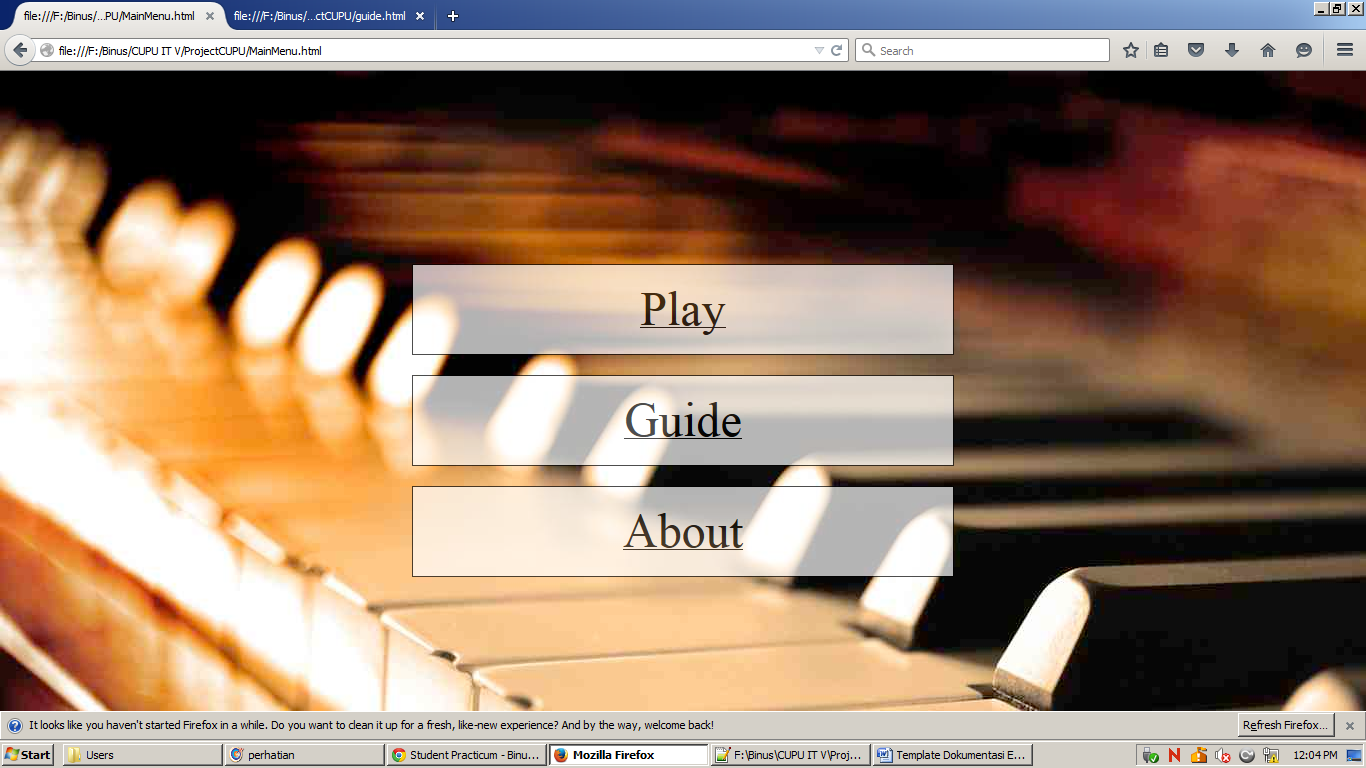 file:///F:/Binus/...PU/MainMenu.html
file:///F:/Binus/...ctCUPU/guide.html
file:///F:/Binus/CUPU IT V/ProjectCUPU/MainMenu.html
Search
Play
Guide
About
It looks like you haven't started Firefox in a while. Do you want to clean it up for a fresh, like-new experience? And by the way, welcome back!
Refresh Firefox...
Start
Users
perhatian
Student Practicum - Binu...
Mozilla Firefox
F:\Binus\CUPU IT V\Proj...
Template Dokumentasi E...
12:04 PM